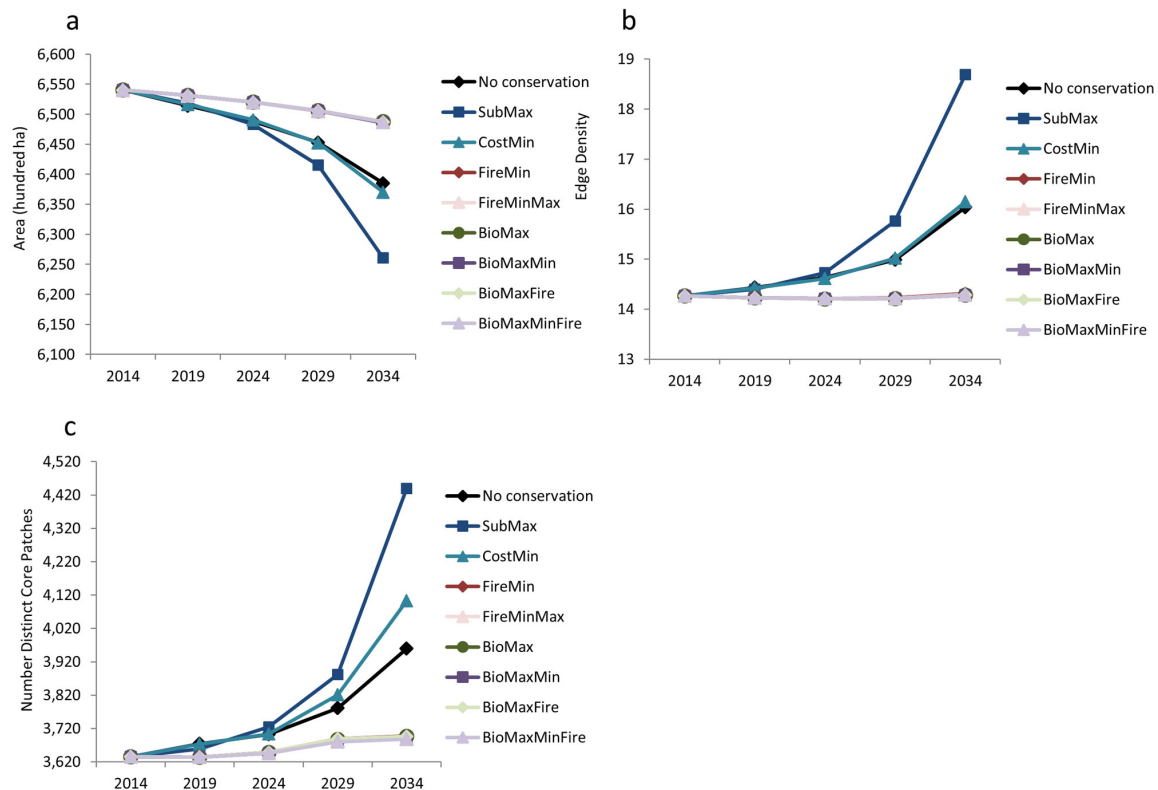 a
6,600
6,550
6,500
6,450
6,400
6,350
6,300
6,250
6,200
6,150
6,100
Area (hundred ha)
2014 2019 2024 2029 2034
No conservation
SubMax
CostMin
FireMin
FireMinMax
BioMax
BioMaxMin
BioMaxFire
BioMaxMinFire
b
19
18
17
16
15
14
13
Edge Density
2014 2019 2024 2029 2034
No conservation
SubMax
CostMin
FireMin
FireMinMax
BioMax
BioMaxMin
BioMaxFire
BioMaxMinFire
c
4,520
4,420
4,320
4,220
4,120
4,020
3,920
3,820
3,720
3,620
Number Distinct Core Patches
2014 2019 2024 2029 2034
No conservation
SubMax
CostMin
FireMin
FireMinMax
BioMax
BioMaxMin
BioMaxFire
BioMaxMinFire